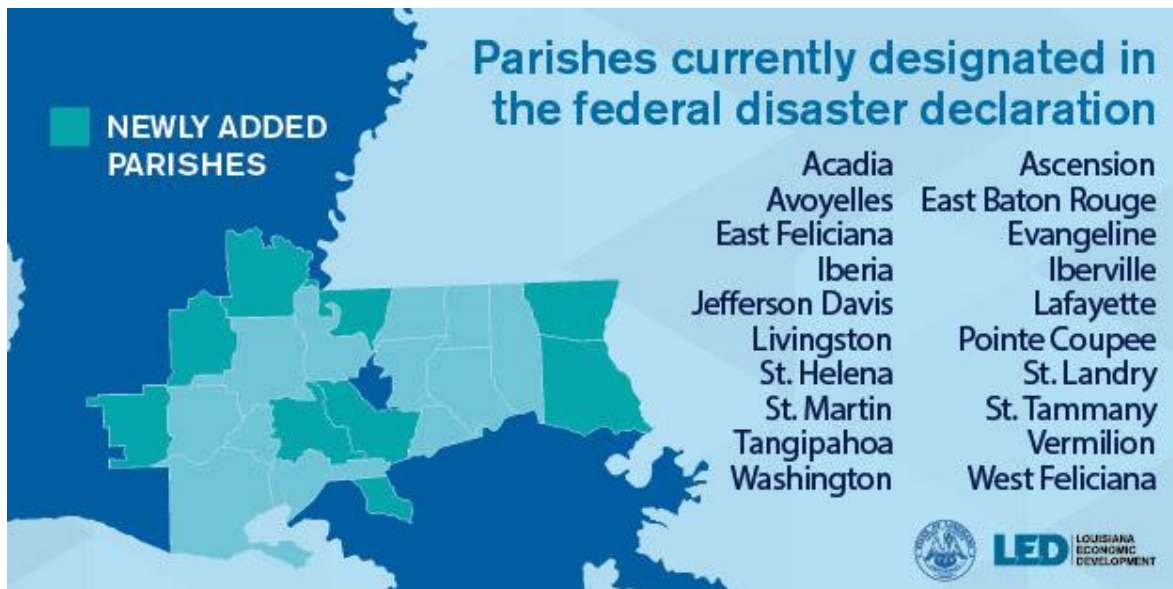 Parishes currently designated in
the federal disaster declaration
NEWLY ADDED
PARISHES
Acadia Ascension
Avoyelles East Baton Rouge
East Feliciana Evangeline
Iberia Iberville
Jefferson Davis Lafayette
Livingston Pointe Coupee
St. Helena St. Landry
St. Martin St. Tammany
Tangipahoa Vermilion
Washington West Feliciana
LED LOUISIANA
ECONOMIC
DEVELOPMENT